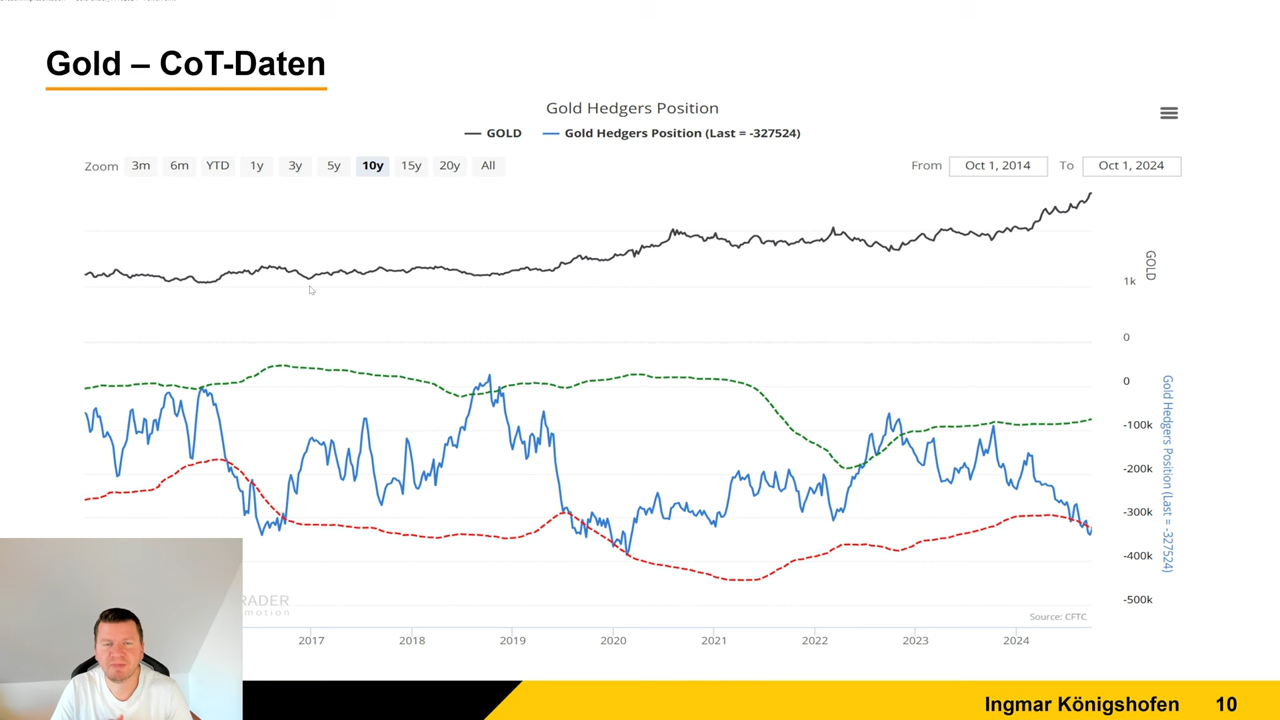 Gold – CoT-Daten
Gold Hedgers Position
GOLD Gold Hedgers Position (Last = -327524)
Zoom 3m 6m YTD 1y 3y 5y 10y 15y 20y All From Oct 1, 2014 To Oct 1, 2024
GOLD
1k
0
0
-100k
-200k
-300k
-400k
-500k
Gold Hedgers Position (Last = -327524)
RADER
motion
Source: CFTC
2017 2018 2019 2020 2021 2022 2023 2024
Ingmar Königshofen 10